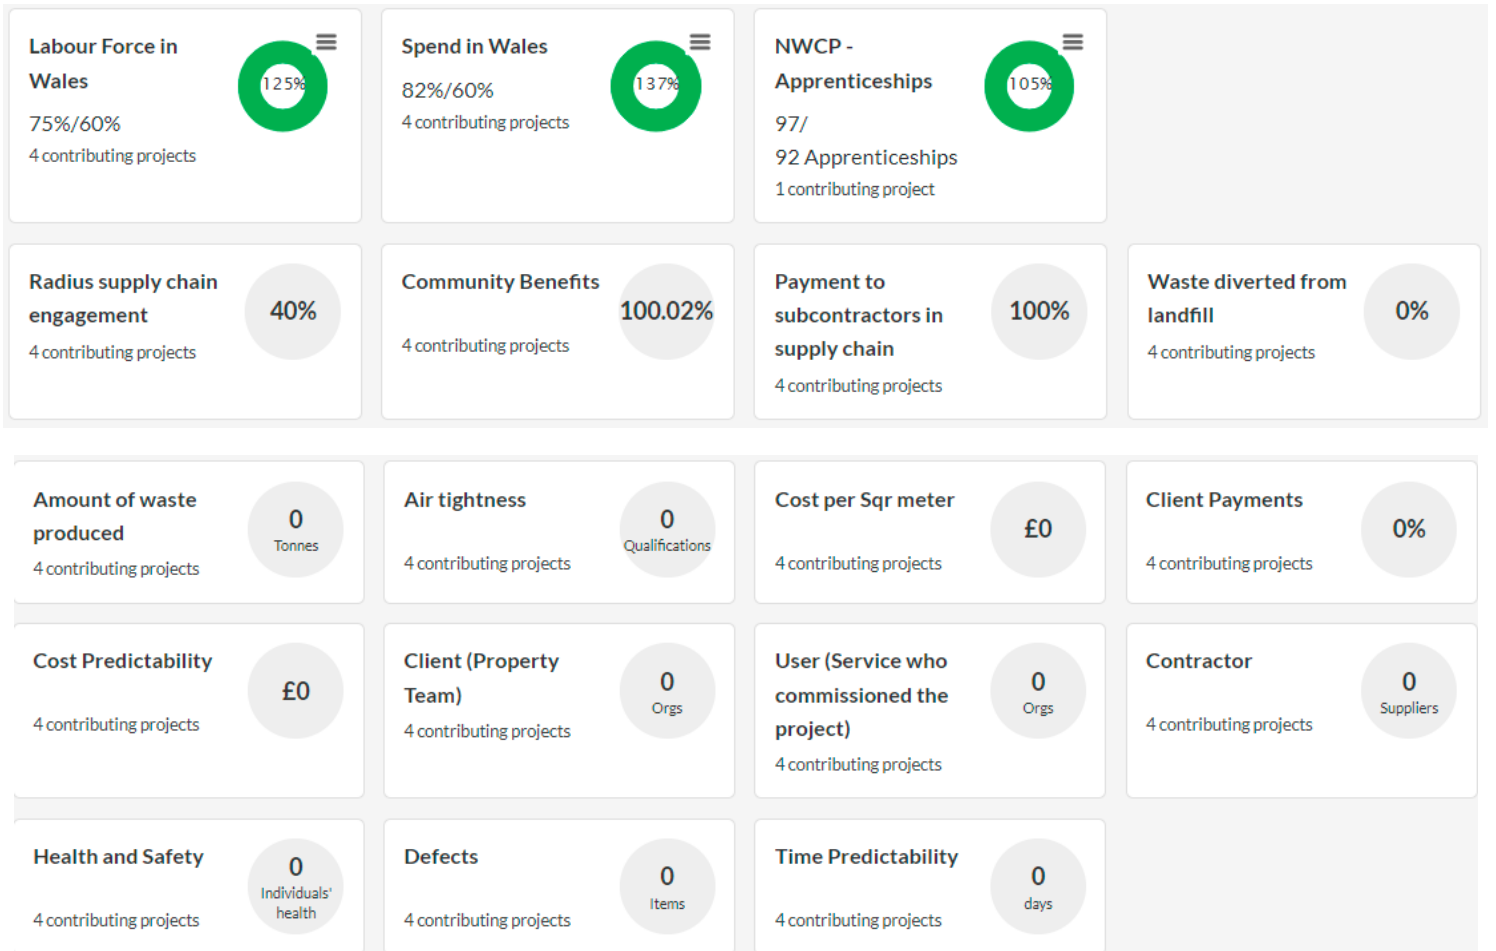 Labour Force in
Wales
75%/60%
4 contributing projects
125%
Spend in Wales
82%/60%
4 contributing projects
137%
NWCP -
Apprenticeships
97/
92 Apprenticeships
1 contributing project
105%
Radius supply chain
engagement
4 contributing projects
40%
Community Benefits
4 contributing projects
100.02%
Payment to
subcontractors in
supply chain
4 contributing projects
100%
Waste diverted from
landfill
4 contributing projects
0%
Amount of waste
produced
4 contributing projects
0
Tonnes
Air tightness
4 contributing projects
0
Qualifications
Cost per Sqr meter
4 contributing projects
£0
Client Payments
4 contributing projects
0%
Cost Predictability
4 contributing projects
£0
Client (Property
Team)
4 contributing projects
0
Orgs
User (Service who
commissioned the
project)
4 contributing projects
0
Orgs
Contractor
4 contributing projects
0
Suppliers
Health and Safety
4 contributing projects
0
Individuals'
health
Defects
4 contributing projects
0
Items
Time Predictability
4 contributing projects
0
days